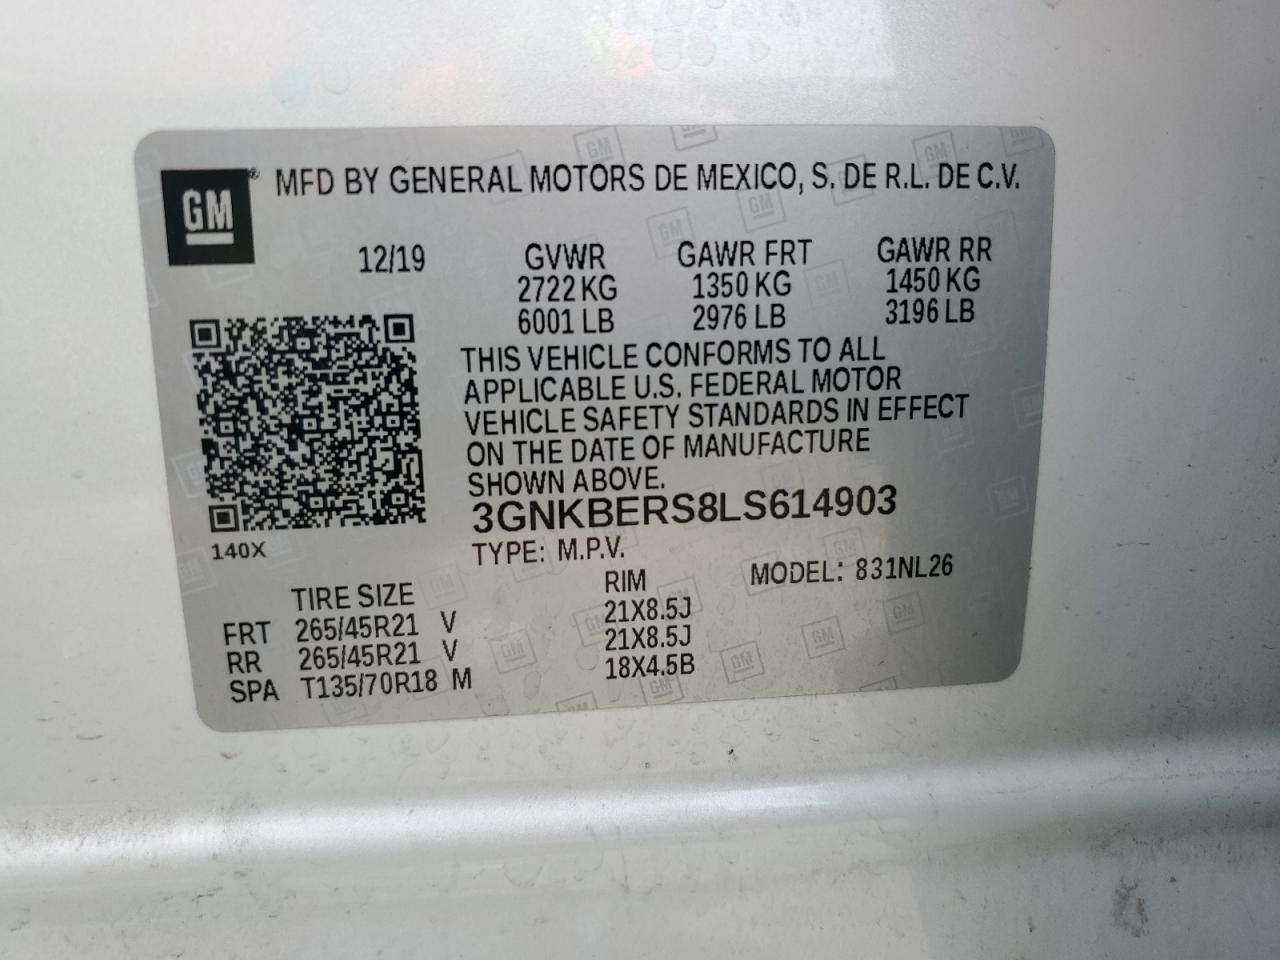 GM® MFD BY GENERAL MOTORS DE MEXICO, S. DE R.L. DE C.V.
12/19 GVWR GAWR FRT GAWR RR
2722 KG 1350 KG 1450 KG
6001 LB 2976 LB 3196 LB
THIS VEHICLE CONFORMS TO ALL
APPLICABLE U.S. FEDERAL MOTOR
VEHICLE SAFETY STANDARDS IN EFFECT
ON THE DATE OF MANUFACTURE
SHOWN ABOVE.
3GNKBERS8LS614903
140X
TYPE: M.P.V.
MODEL: 831NL26
TIRE SIZE RIM
FRT 265/45R21 V 21X8.5J
RR 265/45R21 V 21X8.5J
SPA T135/70R18 M 18X4.5B